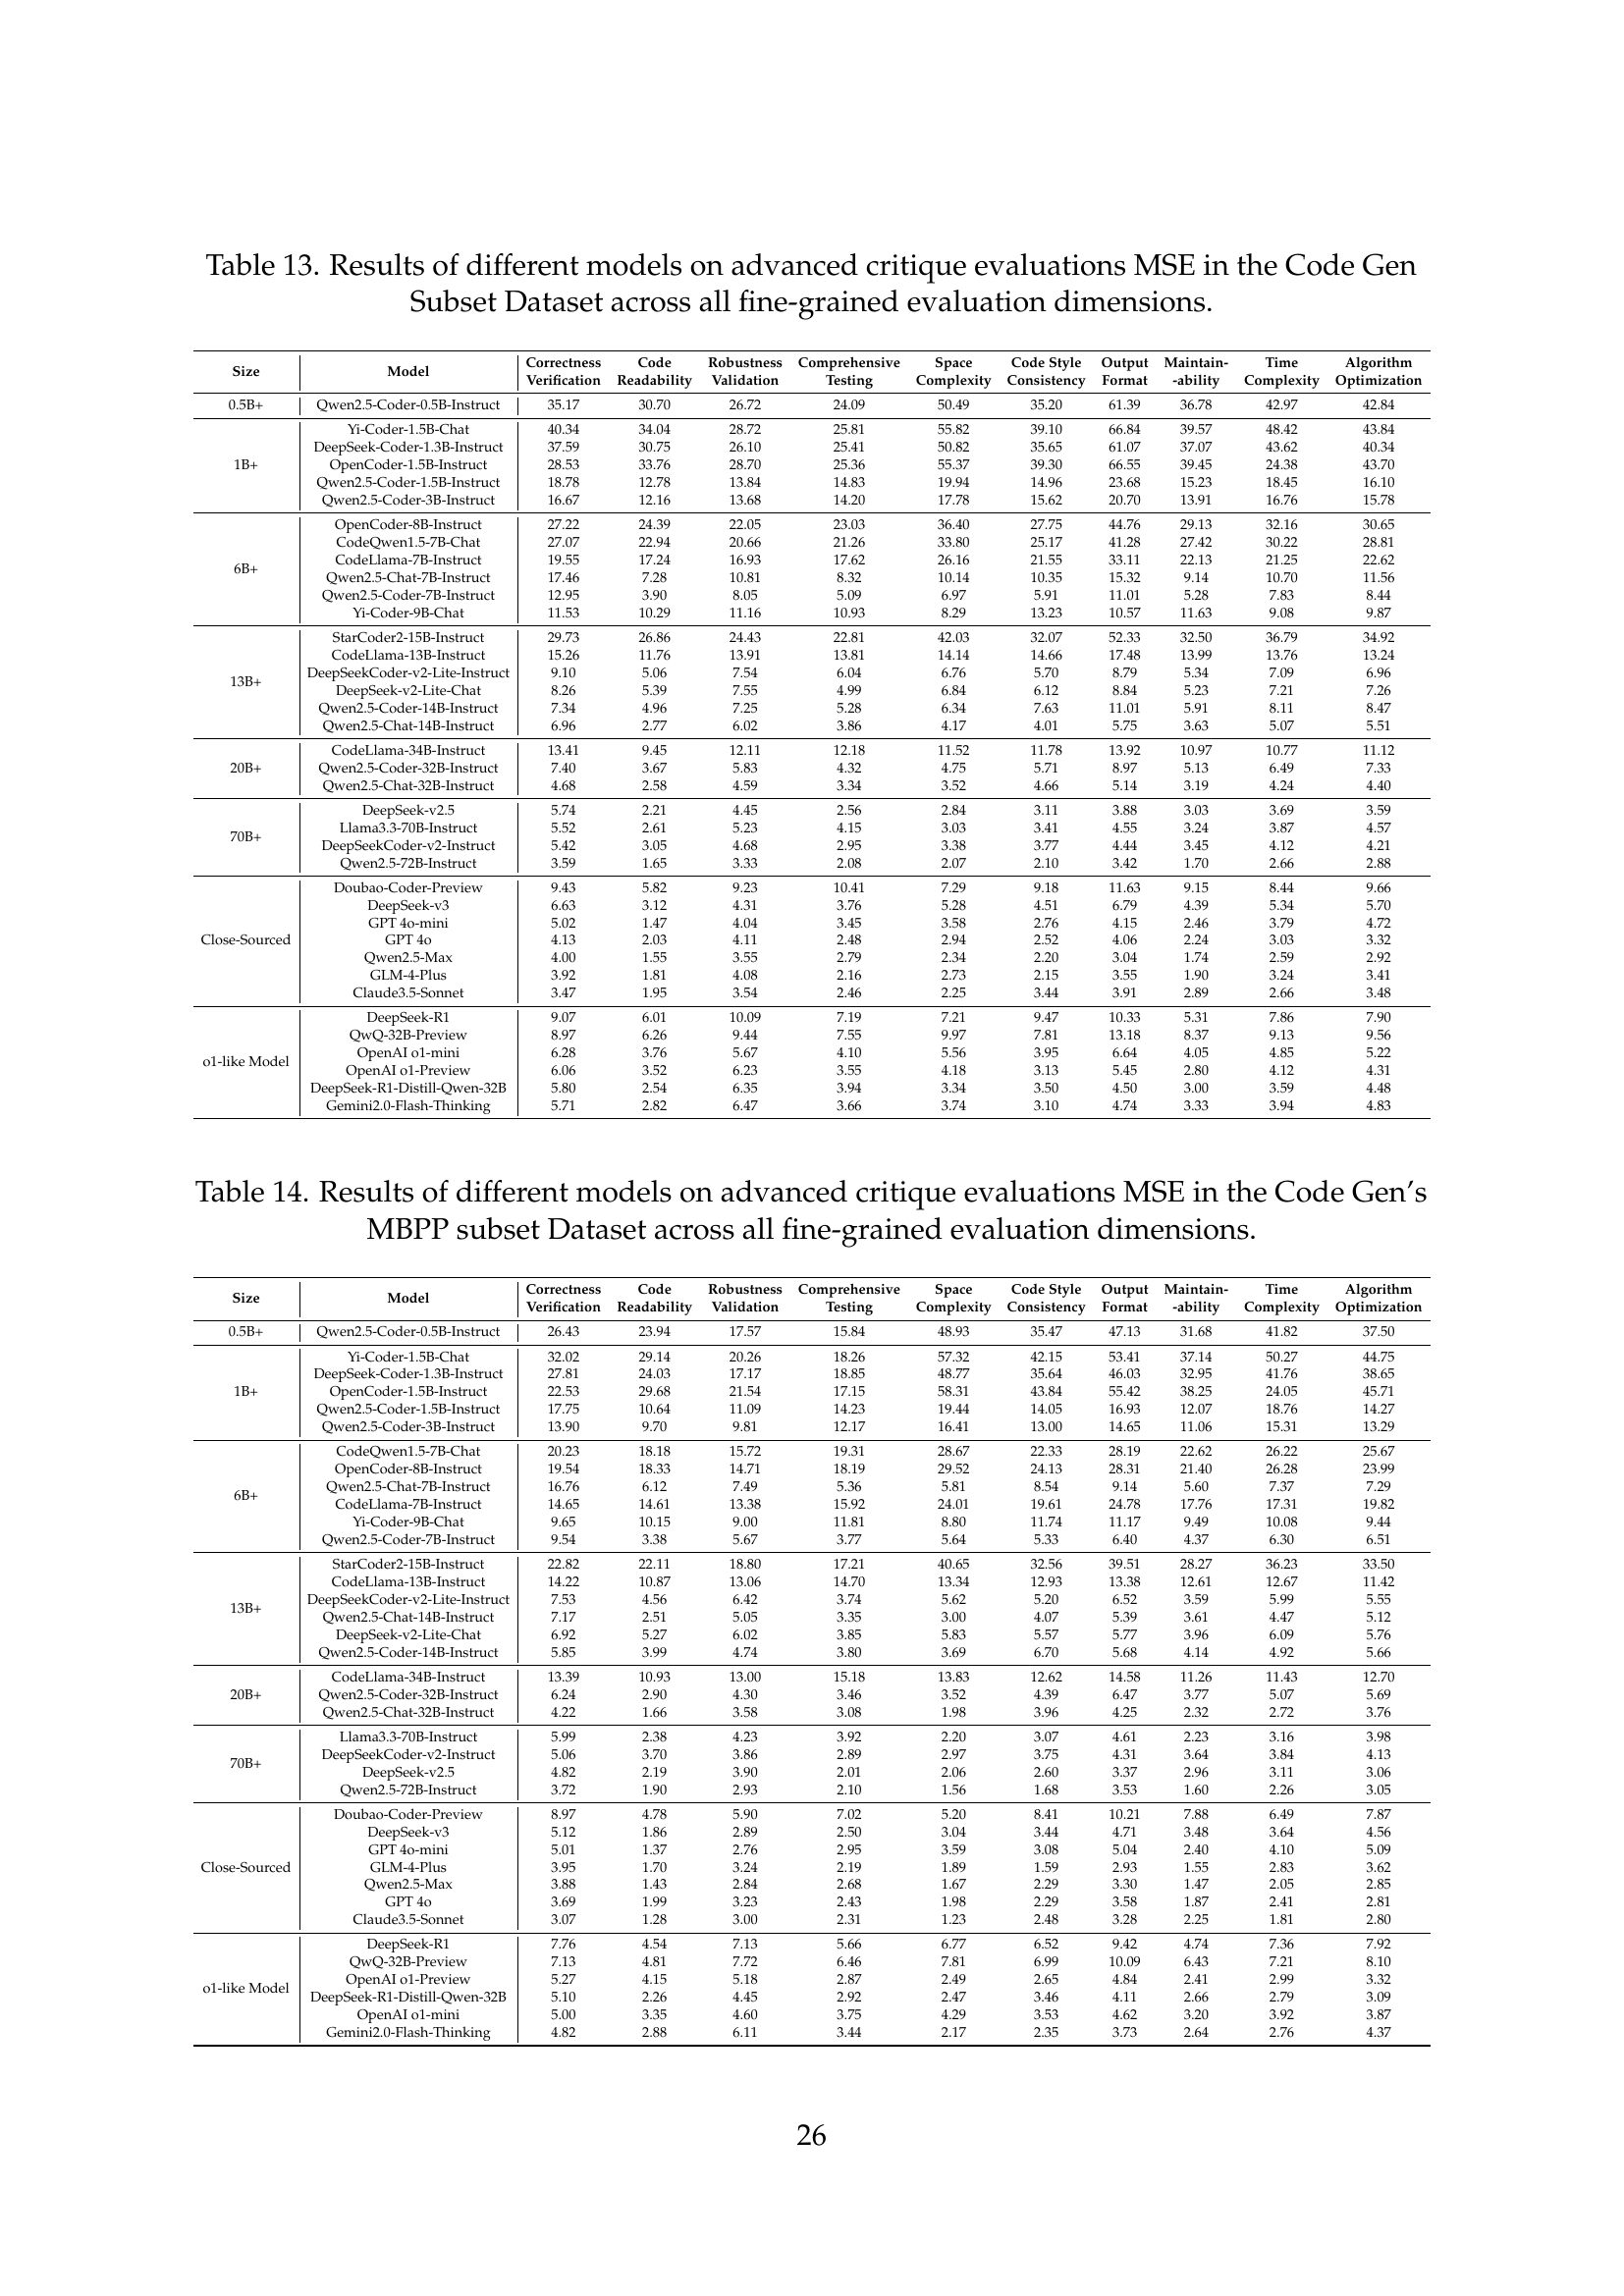 Table 13. Results of different models on advanced critique evaluations MSE in the Code Gen
Subset Dataset across all fine-grained evaluation dimensions.
Size Model Correctness Verification Code Readability Robustness Validation Comprehensive Testing Space Complexity Code Style Consistency Output Format Maintain- -ability Time Complexity Algorithm Optimization
0.5B+ Qwen2.5-Coder-0.5B-Instruct 35.17 30.70 26.72 24.09 50.49 35.20 61.39 36.78 42.97 42.84
1B+
Yi-Coder-1.5B-Chat 40.34 34.04 28.72 25.81 55.82 39.10 66.84 39.57 48.42 43.84
DeepSeek-Coder-1.3B-Instruct 37.59 30.75 26.10 25.41 50.82 35.65 61.07 37.07 43.62 40.34
OpenCoder-1.5B-Instruct 28.53 33.76 28.70 25.36 55.37 39.30 66.55 39.45 24.38 43.70
Qwen2.5-Coder-1.5B-Instruct 18.78 12.78 13.84 14.83 19.94 14.96 23.68 15.23 18.45 16.10
Qwen2.5-Coder-3B-Instruct 16.67 12.16 13.68 14.20 17.78 15.62 20.70 13.91 16.76 15.78
6B+
OpenCoder-8B-Instruct 27.22 24.39 22.05 23.03 36.40 27.75 44.76 29.13 32.16 30.65
CodeQwen1.5-7B-Chat 27.07 22.94 20.66 21.26 33.80 25.17 41.28 27.42 30.22 28.81
CodeLlama-7B-Instruct 19.55 17.24 16.93 17.62 26.16 21.55 33.11 22.13 21.25 22.62
Qwen2.5-Chat-7B-Instruct 17.46 7.28 10.81 8.32 10.14 10.35 15.32 9.14 10.70 11.56
Qwen2.5-Coder-7B-Instruct 12.95 3.90 8.05 5.09 6.97 5.91 11.01 5.28 7.83 8.44
Yi-Coder-9B-Chat 11.53 10.29 11.16 10.93 8.29 13.23 10.57 11.63 9.08 9.87
13B+
StarCoder2-15B-Instruct 29.73 26.86 24.43 22.81 42.03 32.07 52.33 32.50 36.79 34.92
CodeLlama-13B-Instruct 15.26 11.76 13.91 13.81 14.14 14.66 17.48 13.99 13.76 13.24
DeepSeekCoder-v2-Lite-Instruct 9.10 5.06 7.54 6.04 6.76 5.70 8.79 5.34 7.09 6.96
DeepSeek-v2-Lite-Chat 8.26 5.39 7.55 4.99 6.84 6.12 8.84 5.23 7.21 7.26
Qwen2.5-Coder-14B-Instruct 7.34 4.96 7.25 5.28 6.34 7.63 11.01 5.91 8.11 8.47
Qwen2.5-Chat-14B-Instruct 6.96 2.77 6.02 3.86 4.17 4.01 5.75 3.63 5.07 5.51
20B+
CodeLlama-34B-Instruct 13.41 9.45 12.11 12.18 11.52 11.78 13.92 10.97 10.77 11.12
Qwen2.5-Coder-32B-Instruct 7.40 3.67 5.83 4.32 4.75 5.71 8.97 5.13 6.49 7.33
Qwen2.5-Chat-32B-Instruct 4.68 2.58 4.59 3.34 3.52 4.66 5.14 3.19 4.24 4.40
70B+
DeepSeek-v2.5 5.74 2.21 4.45 2.56 2.84 3.11 3.88 3.03 3.69 3.59
Llama3.3-70B-Instruct 5.52 2.61 5.23 4.15 3.03 3.41 4.55 3.24 3.87 4.57
DeepSeekCoder-v2-Instruct 5.42 3.05 4.68 2.95 3.38 3.77 4.44 3.45 4.12 4.21
Qwen2.5-72B-Instruct 3.59 1.65 3.33 2.08 2.07 2.10 3.42 1.70 2.66 2.88
Close-Sourced
Doubao-Coder-Preview 9.43 5.82 9.23 10.41 7.29 9.18 11.63 9.15 8.44 9.66
DeepSeek-v3 6.63 3.12 4.31 3.76 5.28 4.51 6.79 4.39 5.34 5.70
GPT 4o-mini 5.02 1.47 4.04 3.45 3.58 2.76 4.15 2.46 3.79 4.72
GPT 4o 4.13 2.03 4.11 2.48 2.94 2.52 4.06 2.24 3.03 3.32
Qwen2.5-Max 4.00 1.55 3.55 2.79 2.34 2.20 3.04 1.74 2.59 2.92
GLM-4-Plus 3.92 1.81 4.08 2.16 2.73 2.15 3.55 1.90 3.24 3.41
Claude3.5-Sonnet 3.47 1.95 3.54 2.46 2.25 3.44 3.91 2.89 2.66 3.48
o1-like Model
DeepSeek-R1 9.07 6.01 10.09 7.19 7.21 9.47 10.33 5.31 7.86 7.90
QwQ-32B-Preview 8.97 6.26 9.44 7.55 9.97 7.81 13.18 8.37 9.13 9.56
OpenAI o1-mini 6.28 3.76 5.67 4.10 5.56 3.95 6.64 4.05 4.85 5.22
OpenAI o1-Preview 6.06 3.52 6.23 3.55 4.18 3.13 5.45 2.80 4.12 4.31
DeepSeek-R1-Distill-Qwen-32B 5.80 2.54 6.35 3.94 3.34 3.50 4.50 3.00 3.59 4.48
Gemini2.0-Flash-Thinking 5.71 2.82 6.47 3.66 3.74 3.10 4.74 3.33 3.94 4.83
Table 14. Results of different models on advanced critique evaluations MSE in the Code Gen's
MBPP subset Dataset across all fine-grained evaluation dimensions.
Size Model Correctness Verification Code Readability Robustness Validation Comprehensive Testing Space Complexity Code Style Consistency Output Format Maintain- -ability Time Complexity Algorithm Optimization
0.5B+ Qwen2.5-Coder-0.5B-Instruct 26.43 23.94 17.57 15.84 48.93 35.47 47.13 31.68 41.82 37.50
1B+
Yi-Coder-1.5B-Chat 32.02 29.14 20.26 18.26 57.32 42.15 53.41 37.14 50.27 44.75
DeepSeek-Coder-1.3B-Instruct 27.81 24.03 17.17 18.85 48.77 35.64 46.03 32.95 41.76 38.65
OpenCoder-1.5B-Instruct 22.53 29.68 21.54 17.15 58.31 43.84 55.42 38.25 24.05 45.71
Qwen2.5-Coder-1.5B-Instruct 17.75 10.64 11.09 14.23 19.44 14.05 16.93 12.07 18.76 14.27
Qwen2.5-Coder-3B-Instruct 13.90 9.70 9.81 12.17 16.41 13.00 14.65 11.06 15.31 13.29
6B+
CodeQwen1.5-7B-Chat 20.23 18.18 15.72 19.31 28.67 22.33 28.19 22.62 26.22 25.67
OpenCoder-8B-Instruct 19.54 18.33 14.71 18.19 29.52 24.13 28.31 21.40 26.28 23.99
Qwen2.5-Chat-7B-Instruct 16.76 6.12 7.49 5.36 5.81 8.54 9.14 5.60 7.37 7.29
CodeLlama-7B-Instruct 14.65 14.61 13.38 15.92 24.01 19.61 24.78 17.76 17.31 19.82
Yi-Coder-9B-Chat 9.65 10.15 9.00 11.81 8.80 11.74 11.17 9.49 10.08 9.44
Qwen2.5-Coder-7B-Instruct 9.54 3.38 5.67 3.77 5.64 5.33 6.40 4.37 6.30 6.51
13B+
StarCoder2-15B-Instruct 22.82 22.11 18.80 17.21 40.65 32.56 39.51 28.27 36.23 33.50
CodeLlama-13B-Instruct 14.22 10.87 13.06 14.70 13.34 12.93 13.38 12.61 12.67 11.42
DeepSeekCoder-v2-Lite-Instruct 7.53 4.56 6.42 3.74 5.62 5.20 6.52 3.59 5.99 5.55
Qwen2.5-Chat-14B-Instruct 7.17 2.51 5.05 3.35 3.00 4.07 5.39 3.61 4.47 5.12
DeepSeek-v2-Lite-Chat 6.92 5.27 6.02 3.85 5.83 5.57 5.77 3.96 6.09 5.76
Qwen2.5-Coder-14B-Instruct 5.85 3.99 4.74 3.80 3.69 6.70 5.68 4.14 4.92 5.66
20B+
CodeLlama-34B-Instruct 13.39 10.93 13.00 15.18 13.83 12.62 14.58 11.26 11.43 12.70
Qwen2.5-Coder-32B-Instruct 6.24 2.90 4.30 3.46 3.52 4.39 6.47 3.77 5.07 5.69
Qwen2.5-Chat-32B-Instruct 4.22 1.66 3.58 3.08 1.98 3.96 4.25 2.32 2.72 3.76
70B+
Llama3.3-70B-Instruct 5.99 2.38 4.23 3.92 2.20 3.07 4.61 2.23 3.16 3.98
DeepSeekCoder-v2-Instruct 5.06 3.70 3.86 2.89 2.97 3.75 4.31 3.64 3.84 4.13
DeepSeek-v2.5 4.82 2.19 3.90 2.01 2.06 2.60 3.37 2.96 3.11 3.06
Qwen2.5-72B-Instruct 3.72 1.90 2.93 2.10 1.56 1.68 3.53 1.60 2.26 3.05
Close-Sourced
Doubao-Coder-Preview 8.97 4.78 5.90 7.02 5.20 8.41 10.21 7.88 6.49 7.87
DeepSeek-v3 5.12 1.86 2.89 2.50 3.04 3.44 4.71 3.48 3.64 4.56
GPT 4o-mini 5.01 1.37 2.76 2.95 3.59 3.08 5.04 2.40 4.10 5.09
GLM-4-Plus 3.95 1.70 3.24 2.19 1.89 1.59 2.93 1.55 2.83 3.62
Qwen2.5-Max 3.88 1.43 2.84 2.68 1.67 2.29 3.30 1.47 2.05 2.85
GPT 4o 3.69 1.99 3.23 2.43 1.98 2.29 3.58 1.87 2.41 2.81
Claude3.5-Sonnet 3.07 1.28 3.00 2.31 1.23 2.48 3.28 2.25 1.81 2.80
o1-like Model
DeepSeek-R1 7.76 4.54 7.13 5.66 6.77 6.52 9.42 4.74 7.36 7.92
QwQ-32B-Preview 7.13 4.81 7.72 6.46 7.81 6.99 10.09 6.43 7.21 8.10
OpenAI o1-Preview 5.27 4.15 5.18 2.87 2.49 2.65 4.84 2.41 2.99 3.32
DeepSeek-R1-Distill-Qwen-32B 5.10 2.26 4.45 2.92 2.47 3.46 4.11 2.66 2.79 3.09
OpenAI o1-mini 5.00 3.35 4.60 3.75 4.29 3.53 4.62 3.20 3.92 3.87
Gemini2.0-Flash-Thinking 4.82 2.88 6.11 3.44 2.17 2.35 3.73 2.64 2.76 4.37
26